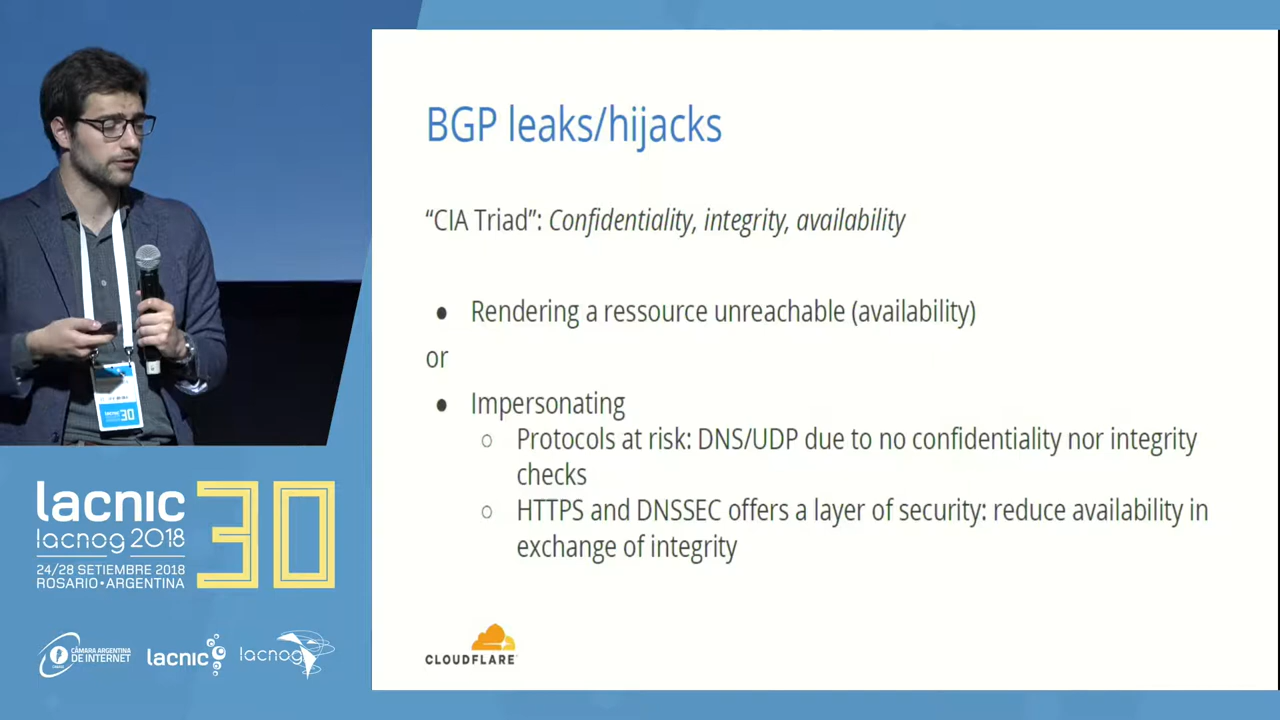 BGP leaks/hijacks
“CIA Triad”: Confidentiality, integrity, availability
● Rendering a ressource unreachable (availability)
or
● Impersonating
○ Protocols at risk: DNS/UDP due to no confidentiality nor integrity
checks
○ HTTPS and DNSSEC offers a layer of security: reduce availability in
exchange of integrity
CLOUDFLARE
30
lacnic
lacnog 2018
30
24/28 SETIEMBRE 2018
ROSARIO•ARGENTINA
CÁMARA ARGENTINA
DE INTERNET
lacnic
lacnog